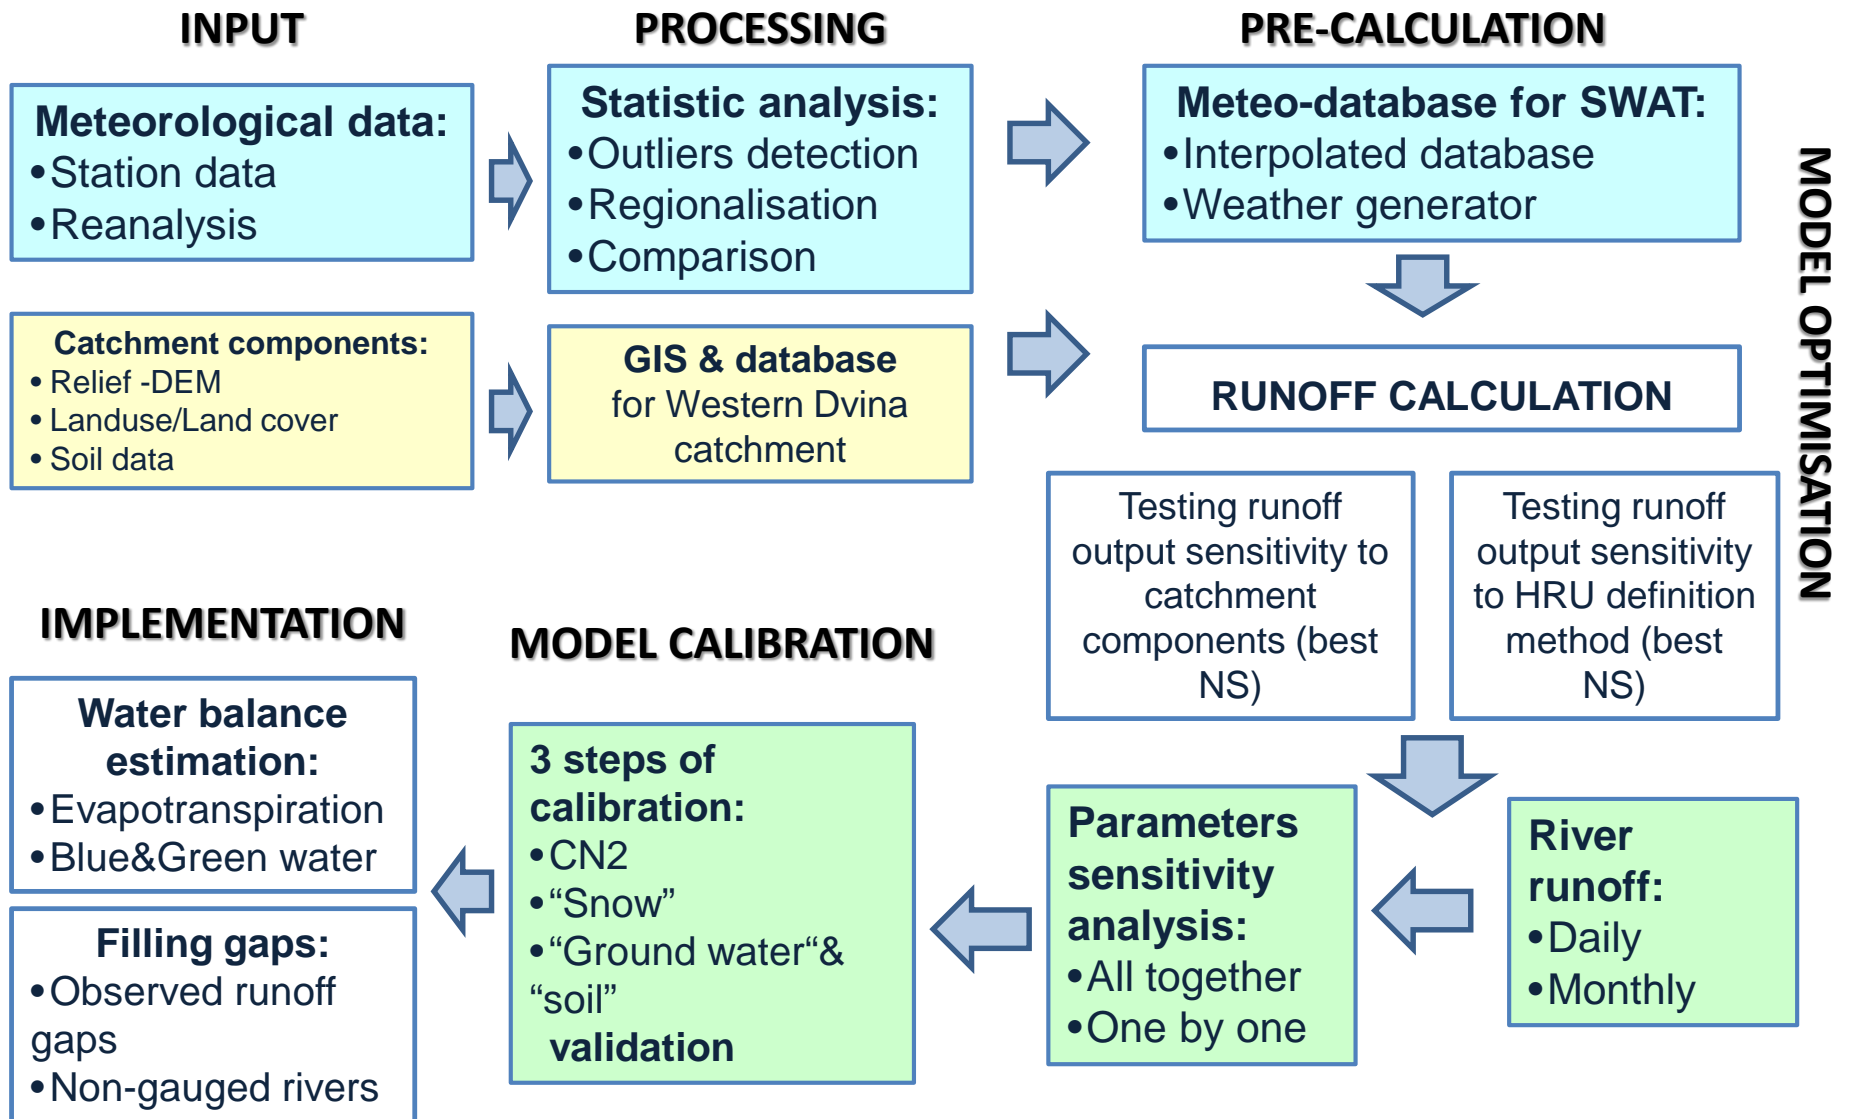 INPUT
Meteorological data:
•Station data
•Reanalysis
Catchment components:
• Relief -DEM
• Landuse/Land cover
• Soil data
PROCESSING
Statistic analysis:
•Outliers detection
•Regionalisation
•Comparison
GIS & database
for Western Dvina
catchment
PRE-CALCULATION
Meteo-database for SWAT:
•Interpolated database
•Weather generator
RUNOFF CALCULATION
MODEL OPTIMISATION
Testing runoff
output sensitivity to
catchment
components (best
NS)
Testing runoff
output sensitivity
to HRU definition
method (best
NS)
River
runoff:
•Daily
•Monthly
Parameters
sensitivity
analysis:
•All together
•One by one
MODEL CALIBRATION
3 steps of
calibration:
•CN2
•“Snow”
•“Ground water“&
“soil”
validation
IMPLEMENTATION
Water balance
estimation:
•Evapotranspiration
•Blue&Green water
Filling gaps:
•Observed runoff
gaps
•Non-gauged rivers